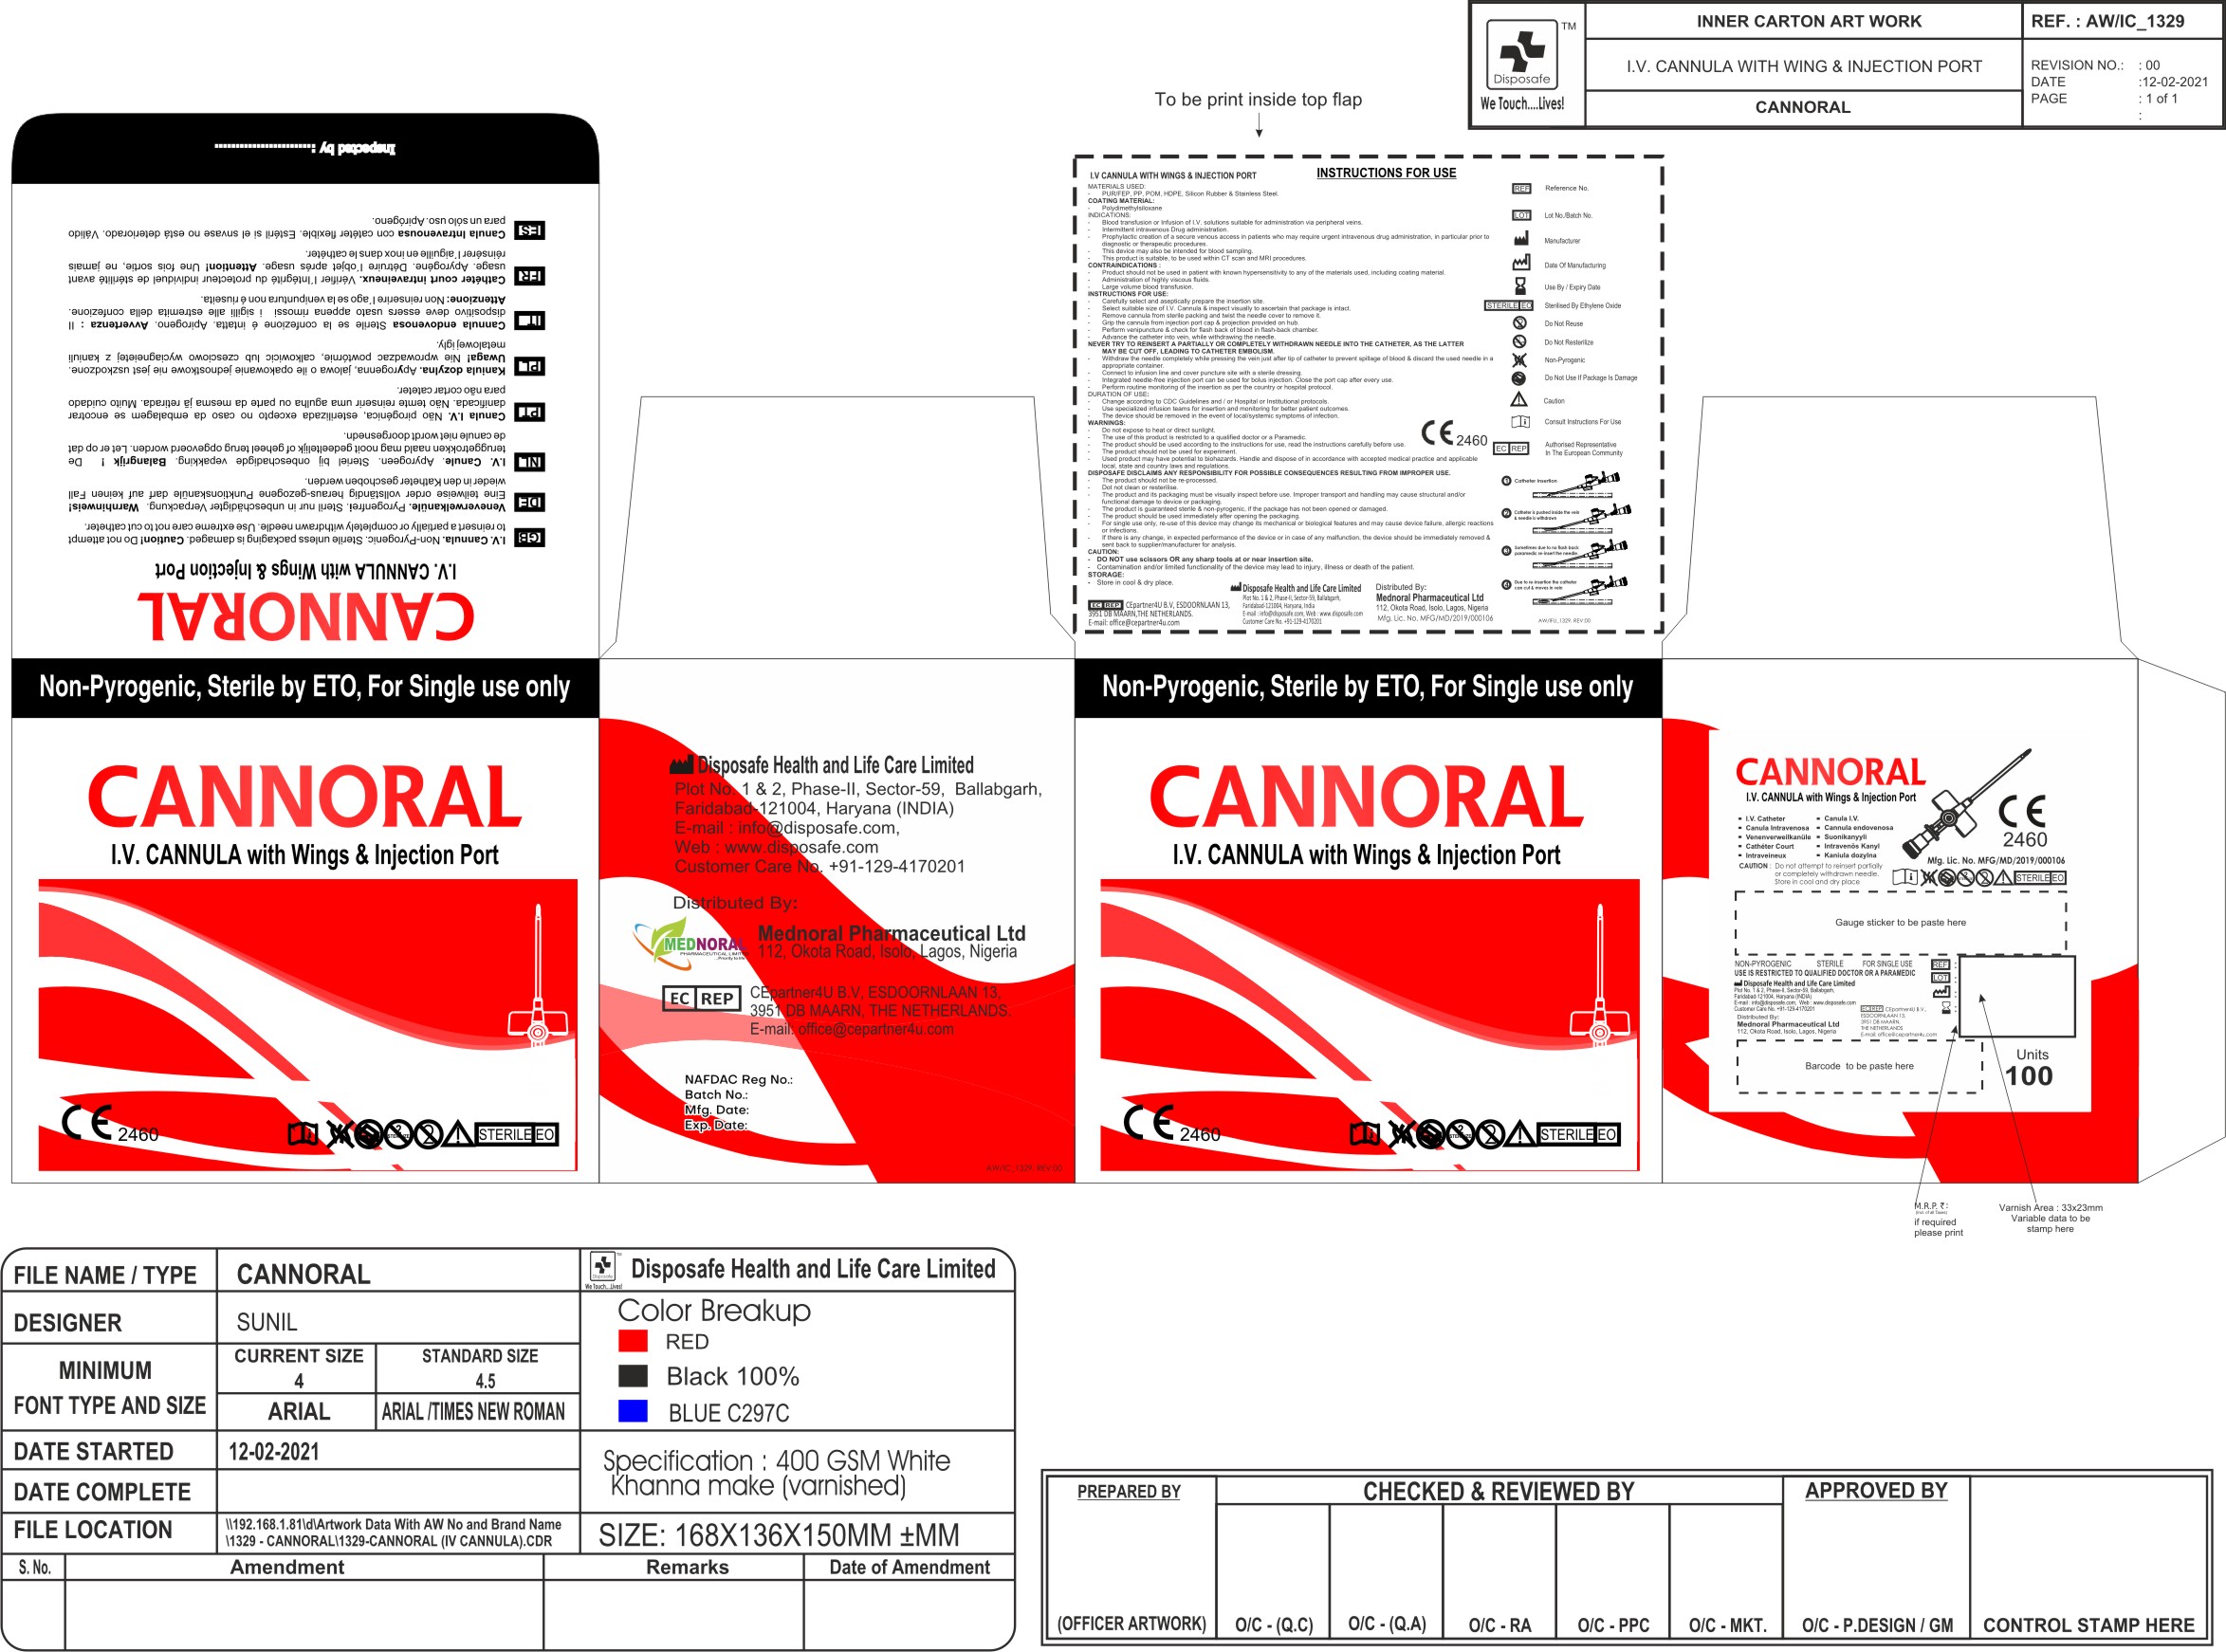 INNER CARTON ART WORK
REF. : AW/IC_1329
TM
Disposafe
We Touch....Lives!
I.V. CANNULA WITH WING & INJECTION PORT
REVISION NO.: : 00
DATE :12-02-2021
PAGE : 1 of 1
:
CANNORAL
To be print inside top flap
Inspected by :........................
ES Canula Intravenousa con catéter flexible. Estéril si el snvase no está deteriorado. Válido
para un sólo uso. Apirógeno.
FR Cathéter court intraveineux. Vérifier l'intégrité du protecteur individuel de stérilité avant
usage. Apyrogéne. Détruire l'objet aprés usage. Attention! Une fois sortie, ne jamais
réinsérer l'aiguille en inox dans le cathéter.
IT Cannula endovenosa Sterile se la confezione é intatta. Apirogeno. Avvertenza : Il
dispositivo deve essers usato appena rimossi i sigilli alle estremita della confezione.
Attenzione: Non reinserire l'ago se la venipuntura non é riuseita.
PL Kaniula dozylna. Apyrogenna, jalowa o ile opakowanie jednostkowe nie jest uszkodzone.
Uwaga! Nie wprowadzac powtórnie, calkowicic lub czesciowo wyciagnietej z kaniuli
metalowej igly.
PT Canula I.V. Não pirogénica, esterilizada excepto no caso da embalagem se encotrar
danificada. Não temte reinserir uma agulha ou parte da mesma já retirada. Muito cuidado
para não cortar catéter.
NL I.V. Canule. Apyrogeen. Steriel bij onbeschadigde vepakking. Balangrijk ! De
teruggetrokken naald mag nooit gedeeltelijk of geheel terug opgevoerd worden. Let er op dat
de canule niet wordt doorgesnedn.
DE Veneverwelkanüle. Pyrogenfrei. Steril nur in unbeschädigter Verpackung. Warnhinweis!
Eine teilweise order vollständig heraus-gezogene Punktionskanüle darf auf keinen Fall
wieder in den Katheter geschoben werden.
GB I.V. Cannula. Non-Pyrogenic. Sterile unless packaging is damaged. Caution! Do not attempt
to reinsert a partially or completely withdrawn needle. Use extreme care not to cut catheter.
I.V. CANNULA with Wings & Injection Port
CANNORAL
I.V CANNULA WITH WINGS & INJECTION PORT
INSTRUCTIONS FOR USE
MATERIALS USED:
- PUR/FEP, PP, POM, HDPE, Silicon Rubber & Stainless Steel.
COATING MATERIAL:
- Polydimethylsiloxane
INDICATIONS:
- Blood transfusion or Infusion of I.V. solutions suitable for administration via peripheral veins.
- Intermittent intravenous Drug administration.
- Prophylactic creation of a secure venous access in patients who may require urgent intravenous drug administration, in particular prior to
diagnostic or therapeutic procedures.
- This device may also be intended for blood sampling.
- This product is suitable, to be used within CT scan and MRI procedures.
CONTRAINDICATIONS :
- Product should not be used in patient with known hypersensitivity to any of the materials used, including coating material.
- Administration of highly viscous fluids.
- Large volume blood transfusion.
INSTRUCTIONS FOR USE:
- Carefully select and aseptically prepare the insertion site.
- Select suitable size of I.V. Cannula & inspect visually to ascertain that package is intact.
- Remove cannula from sterile packing and twist the needle cover to remove it.
- Grip the cannula from injection port cap & projection provided on hub.
- Perform venipuncture & check for flash back of blood in flash-back chamber.
- Advance the catheter into vein, while withdrawing the needle.
NEVER TRY TO REINSERT A PARTIALLY OR COMPLETELY WITHDRAWN NEEDLE INTO THE CATHETER, AS THE LATTER
MAY BE CUT OFF, LEADING TO CATHETER EMBOLISM.
- Withdraw the needle completely while pressing the vein just after tip of catheter to prevent spillage of blood & discard the used needle in a
appropriate container.
- Connect to infusion line and cover puncture site with a sterile dressing.
- Integrated needle-free injection port can be used for bolus injection. Close the port cap after every use.
- Perform routine monitoring of the insertion as per the country or hospital protocol.
DURATION OF USE:
- Change according to CDC Guidelines and / or Hospital or Institutional protocols.
- Use specialized infusion teams for insertion and monitoring for better patient outcomes.
- The device should be removed in the event of local/systemic symptoms of infection.
WARNINGS:
- Do not expose to heat or direct sunlight.
- The use of this product is restricted to a qualified doctor or a Paramedic.
- The product should be used according to the instructions for use, read the instructions carefully before use.
- The product should not be used for experiment.
- Used product may have potential to biohazards. Handle and dispose of in accordance with accepted medical practice and applicable
local, state and country laws and regulations.
DISPOSAFE DISCLAIMS ANY RESPONSIBILITY FOR POSSIBLE CONSEQUENCES RESULTING FROM IMPROPER USE.
- The product should not be re-processed.
- Dot not clean or resterilise.
- The product and its packaging must be visually inspect before use. Improper transport and handling may cause structural and/or
functional damage to device or packaging.
- The product is guaranteed sterile & non-pyrogenic, if the package has not been opened or damaged.
- The product should be used immediately after opening the packaging.
- For single use only, re-use of this device may change its mechanical or biological features and may cause device failure, allergic reactions
or infections.
- If there is any change, in expected performance of the device or in case of any malfunction, the device should be immediately removed &
sent back to supplier/manufacturer for analysis.
CAUTION:
- DO NOT use scissors OR any sharp tools at or near insertion site.
- Contamination and/or limited functionality of the device may lead to injury, illness or death of the patient.
STORAGE:
- Store in cool & dry place.
EC REP CEpartner4U B.V, ESDOORNLAAN 13,
3951 DB MAARN,THE NETHERLANDS.
E-mail: office@cepartner4u.com
Disposafe Health and Life Care Limited
Plot No. 1 & 2, Phase-II, Sector-59, Ballabgarh,
Faridabad-121004, Haryana, India
E-mail : info@disposafe.com, Web : www.disposafe.com
Customer Care No. +91-129-4170201
Distributed By:
Mednoral Pharmaceutical Ltd
112, Okota Road, Isolo, Lagos, Nigeria
Mfg. Lic. No. MFG/MD/2019/000106
AW/IFU_1329, REV:00
CE 2460
REF Reference No.
LOT Lot No./Batch No.
Manufacturer
Date Of Manufacturing
Use By / Expiry Date
STERILE EO Sterilised By Ethylene Oxide
Do Not Reuse
Do Not Resterilize
Non-Pyrogenic
Do Not Use If Package Is Damage
Caution
Consult Instructions For Use
EC REP Authorised Representative
In The European Community
1 Catheter Insertion
2 Catheter is pushed inside the vein
& needle is withdrawn
3 Sometimes due to no flash back
paramedic re-insert the needle.
4 Due to re-insertion the catheter
can cut & moves in vein
Non-Pyrogenic, Sterile by ETO, For Single use only
CANNORAL
I.V. CANNULA with Wings & Injection Port
CE 2460
STERILE EO
Disposafe Health and Life Care Limited
Plot No. 1 & 2, Phase-II, Sector-59, Ballabgarh,
Faridabad-121004, Haryana (INDIA)
E-mail : info@disposafe.com,
Web : www.disposafe.com
Customer Care No. +91-129-4170201
Distributed By:
MEDNORAL
PHARMACEUTICAL LIMITED
Mednoral Pharmaceutical Ltd
112, Okota Road, Isolo, Lagos, Nigeria
EC REP CEpartner4U B.V, ESDOORNLAAN 13,
3951 DB MAARN, THE NETHERLANDS.
E-mail: office@cepartner4u.com
NAFDAC Reg No.:
Batch No.:
Mfg. Date:
Exp. Date:
AW/IC_1329, REV:00
Non-Pyrogenic, Sterile by ETO, For Single use only
CANNORAL
I.V. CANNULA with Wings & Injection Port
CE 2460
STERILE EO
CANNORAL
I.V. CANNULA with Wings & Injection Port
• I.V. Catheter • Canula I.V.
• Canula Intravenosa • Cannula endovenosa
• Venenverweilkanüle • Suonikanyyli
• Cathéter Court • Intravenös Kanyl
• Intraveineux • Kaniula dozylna
CE 2460
Mfg. Lic. No. MFG/MD/2019/000106
CAUTION : Do not attempt to reinsert partially
or completely withdrawn needle.
Store in cool and dry place
STERILE EO
Gauge sticker to be paste here
NON-PYROGENIC STERILE FOR SINGLE USE
USE IS RESTRICTED TO QUALIFIED DOCTOR OR A PARAMEDIC
Disposafe Health and Life Care Limited
Plot No. 1 & 2, Phase-II, Sector-59, Ballabgarh,
Faridabad-121004, Haryana (INDIA)
E-mail : info@disposafe.com, Web : www.disposafe.com
Customer Care No. +91-129-4170201
Distributed By:
Mednoral Pharmaceutical Ltd
112, Okota Road, Isolo, Lagos, Nigeria
EC REP CEpartner4U B.V.,
ESDOORNLAAN 13,
3951 DB MAARN,
THE NETHERLANDS
E-mail: office@cepartner4u.com
REF :
LOT :
:
:
Barcode to be paste here
Units
100
M.R.P. ₹ :
(Incl. of all Taxes)
if required
please print
Varnish Area : 33x23mm
Variable data to be
stamp here
FILE NAME / TYPE CANNORAL
DESIGNER SUNIL
MINIMUM
FONT TYPE AND SIZE
CURRENT SIZE STANDARD SIZE
4 4.5
ARIAL ARIAL /TIMES NEW ROMAN
DATE STARTED 12-02-2021
DATE COMPLETE
FILE LOCATION \\192.168.1.81\d\Artwork Data With AW No and Brand Name
\1329 - CANNORAL\1329-CANNORAL (IV CANNULA).CDR
TM
Disposafe
We Touch....Lives!
Disposafe Health and Life Care Limited
Color Breakup
RED
Black 100%
BLUE C297C
Specification : 400 GSM White
Khanna make (varnished)
SIZE: 168X136X150MM ±MM
S. No. Amendment Remarks Date of Amendment
PREPARED BY CHECKED & REVIEWED BY APPROVED BY
(OFFICER ARTWORK) O/C - (Q.C) O/C - (Q.A) O/C - RA O/C - PPC O/C - MKT. O/C - P.DESIGN / GM CONTROL STAMP HERE